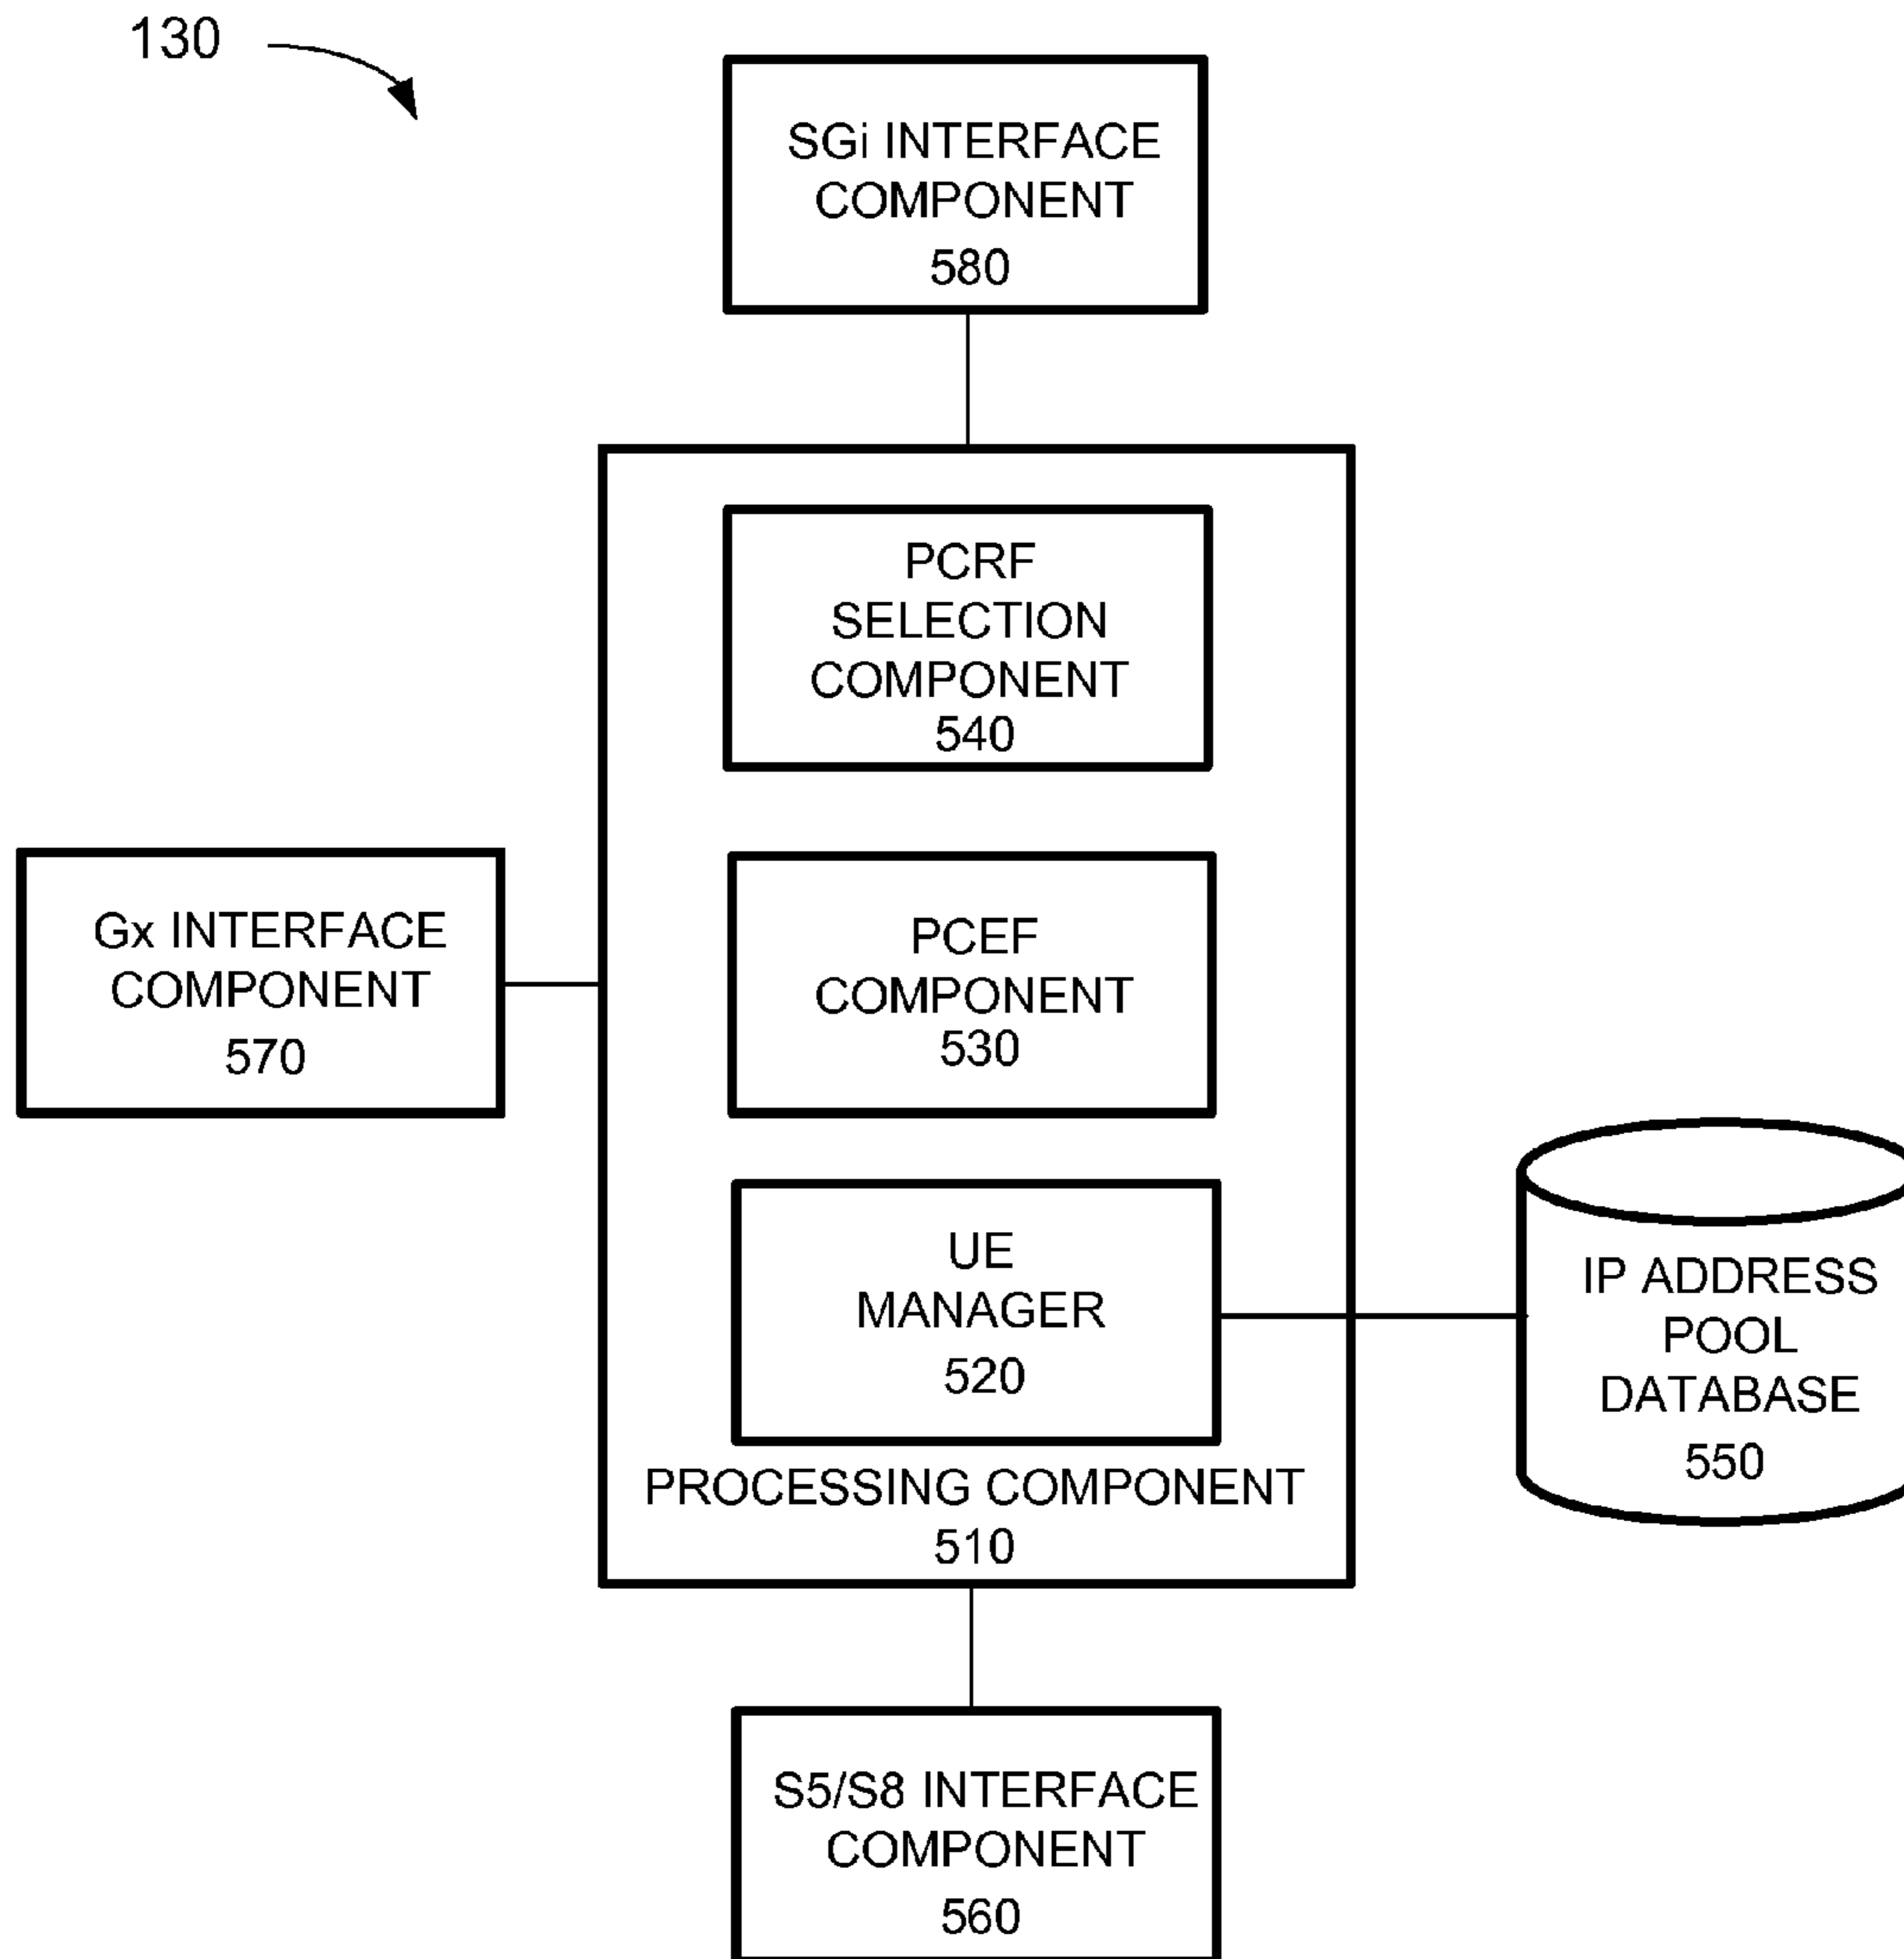 130
SGi INTERFACE
COMPONENT
580
PCRF
SELECTION
COMPONENT
540
Gx INTERFACE
COMPONENT
570
PCEF
COMPONENT
530
UE
MANAGER
520
IP ADDRESS
POOL
DATABASE
550
PROCESSING COMPONENT
510
S5/S8 INTERFACE
COMPONENT
560